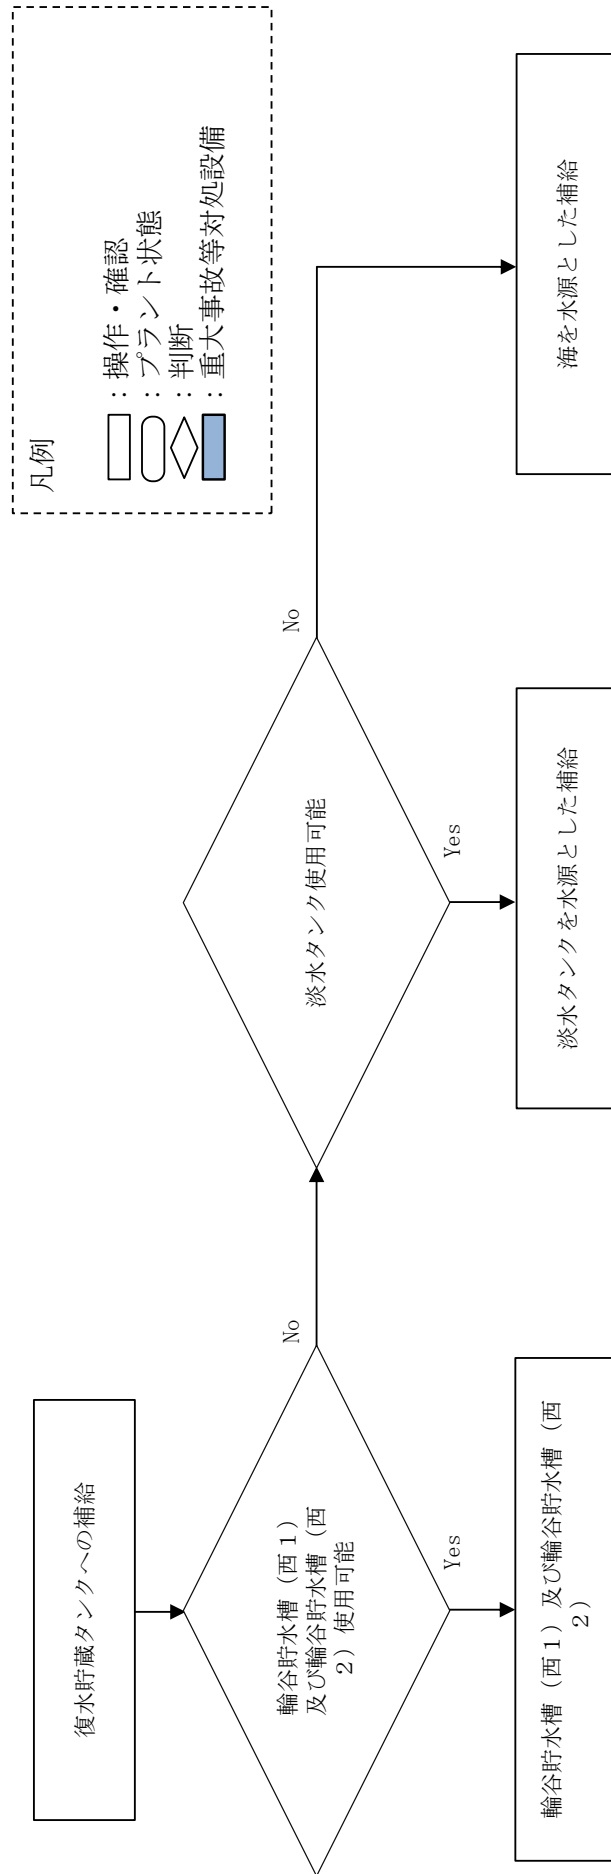 復水貯蔵タンクへの補給
輪谷貯水槽（西１）
及び輪谷貯水槽（西
２）使用可能
No
Yes
輪谷貯水槽（西１）及び輪谷貯水槽（西
２）
淡水タンク使用可能
No
Yes
淡水タンクを水源とした補給
海を水源とした補給
凡例
：操作・確認
：プラント状態
：判断
：重大事故等対処設備